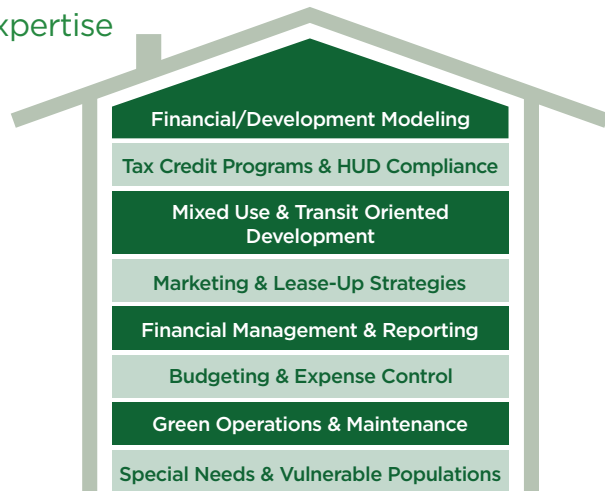 xpertise
Financial/Development Modeling
Tax Credit Programs & HUD Compliance
Mixed Use & Transit Oriented
Development
Marketing & Lease-Up Strategies
Financial Management & Reporting
Budgeting & Expense Control
Green Operations & Maintenance
Special Needs & Vulnerable Populations